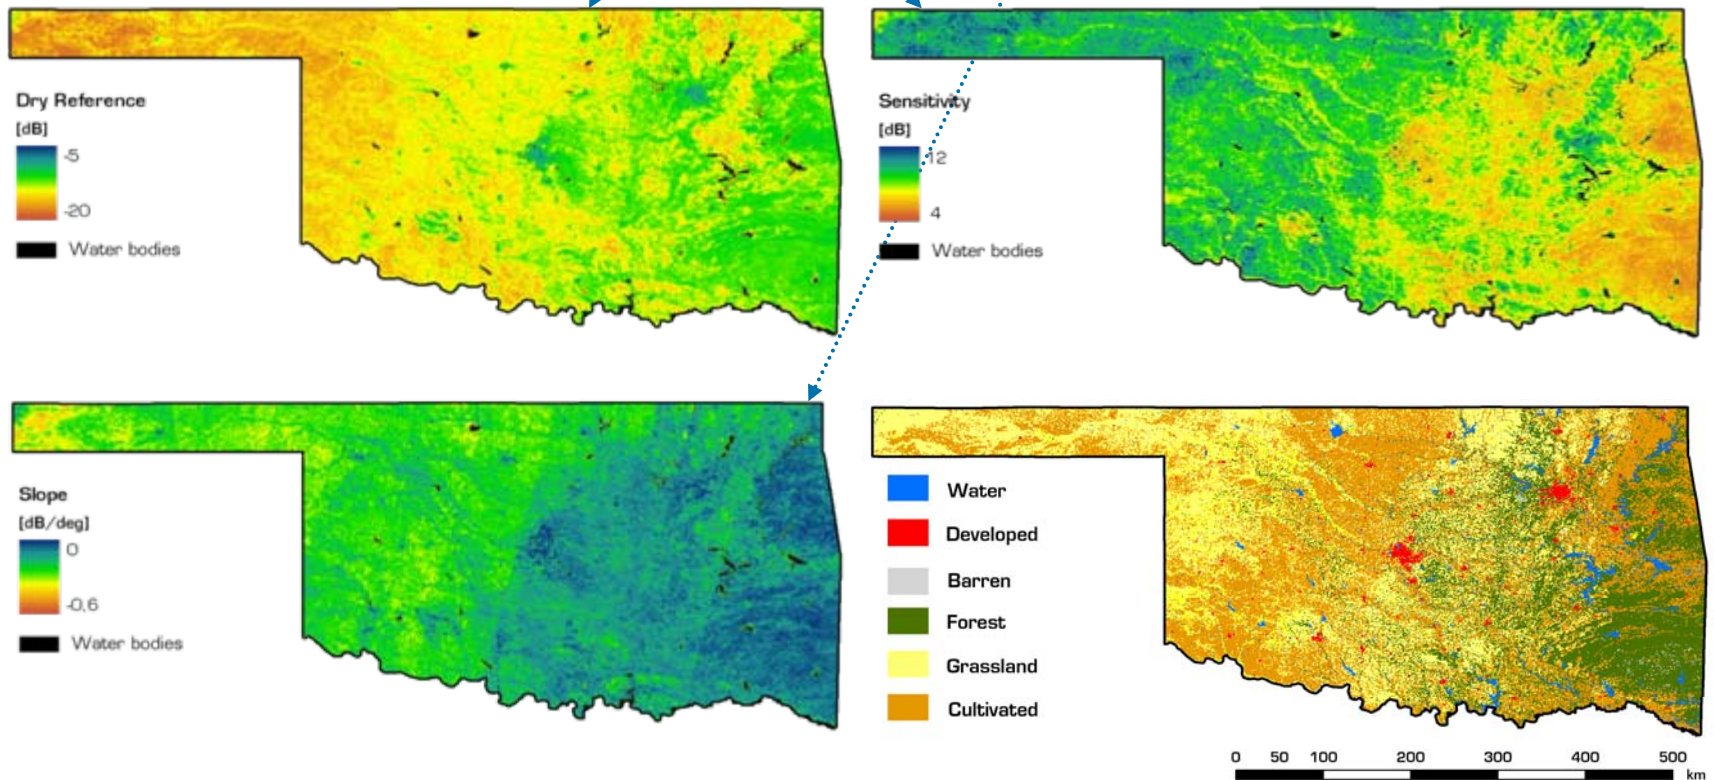 Dry Reference
[dB]
-5
-20
Water bodies
Sensitivity
[dB]
12
4
Water bodies
Slope
[dB/deg]
0
-0,6
Water bodies
Water
Developed
Barren
Forest
Grassland
Cultivated
0 50 100 200 300 400 500
km